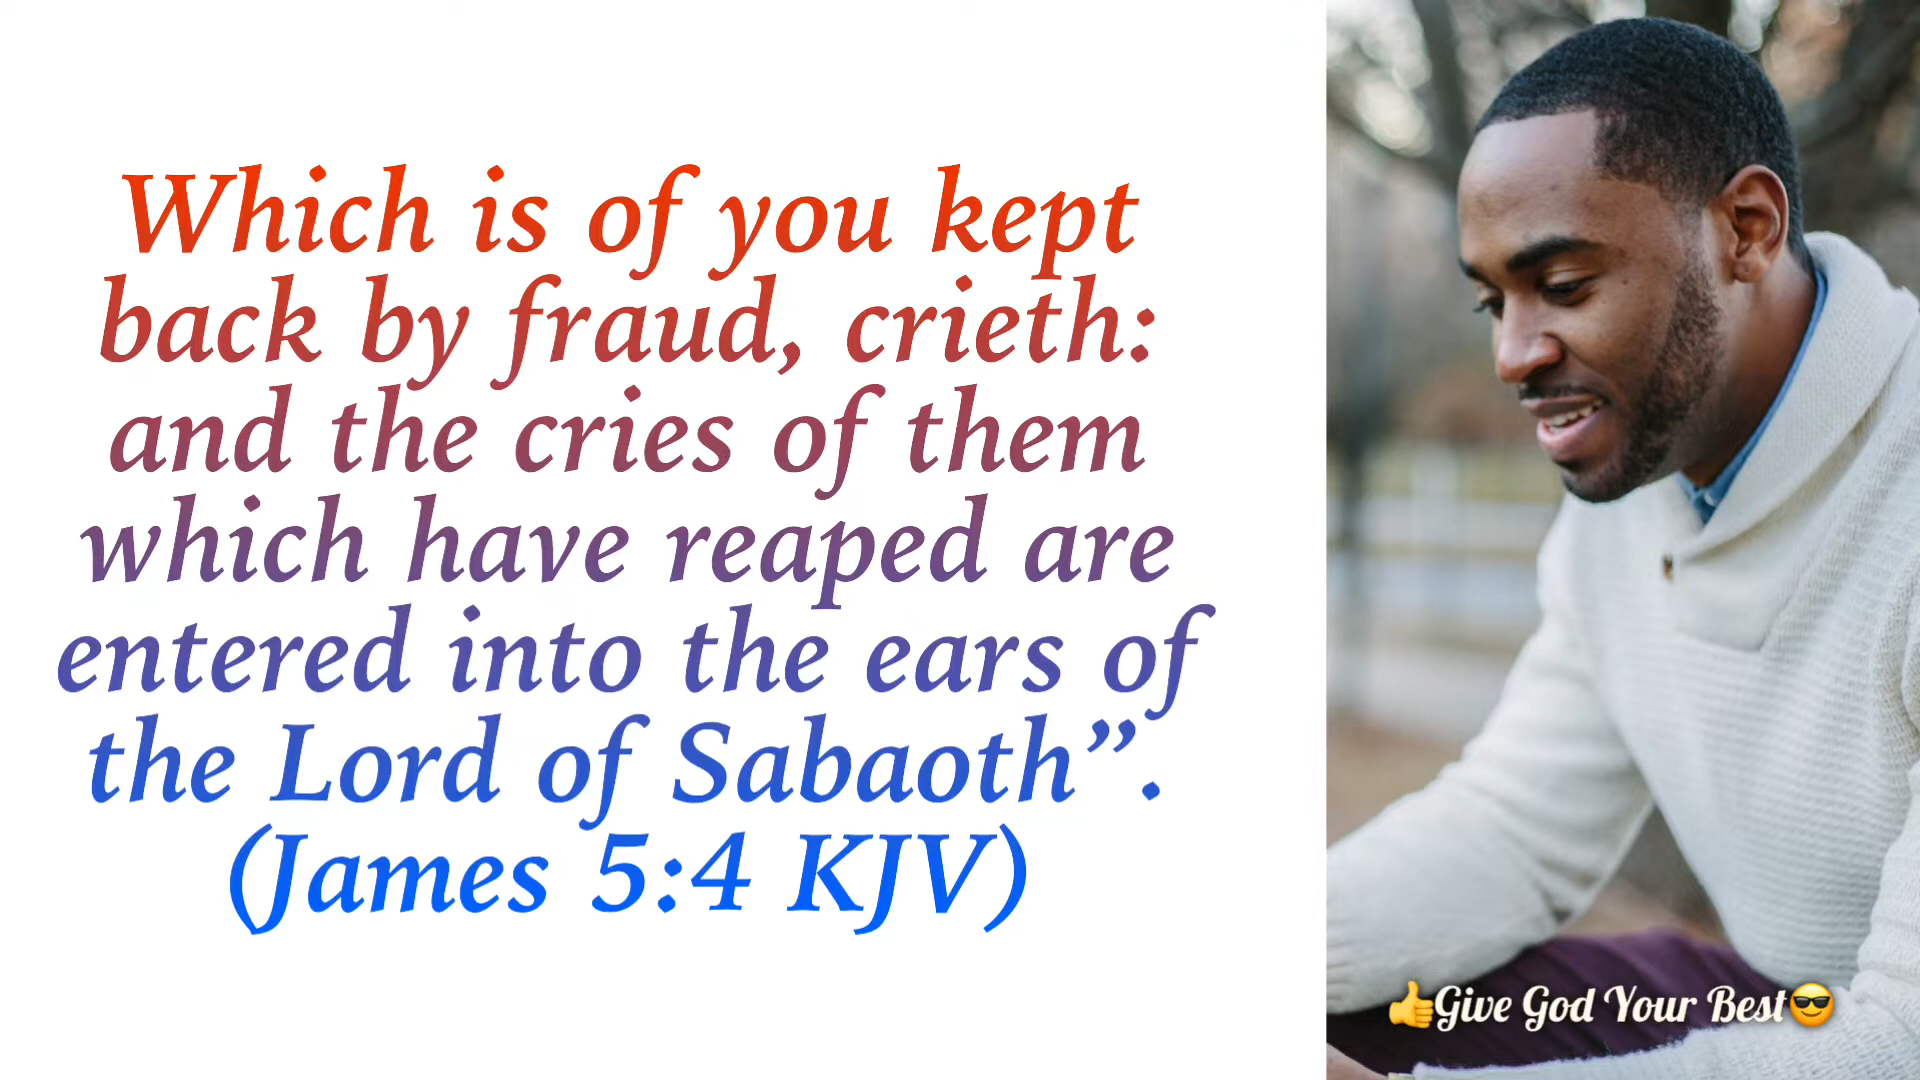 Which is of you kept
back by fraud, crieth:
and the cries of them
which have reaped are
entered into the ears of
the Lord of Sabaoth”.
(James 5:4 KJV)
👍Give God Your Best😎